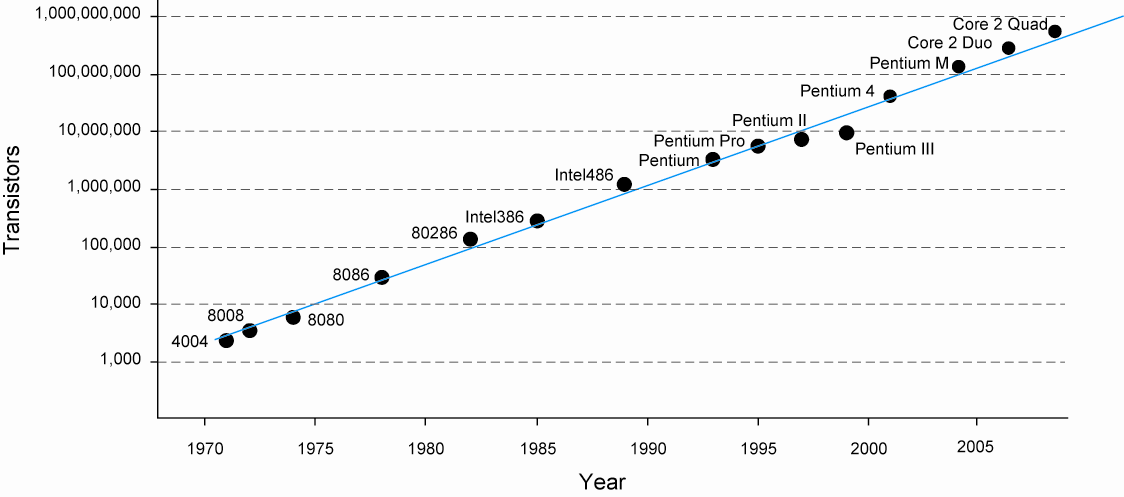 1,000,000,000
100,000,000
10,000,000
1,000,000
100,000
10,000
1,000
Transistors
Core 2 Quad
Core 2 Duo
Pentium M
Pentium 4
Pentium II
Pentium Pro
Pentium III
Pentium
Intel486
Intel386
80286
8086
8008
8080
4004
1970 1975 1980 1985 1990 1995 2000 2005
Year